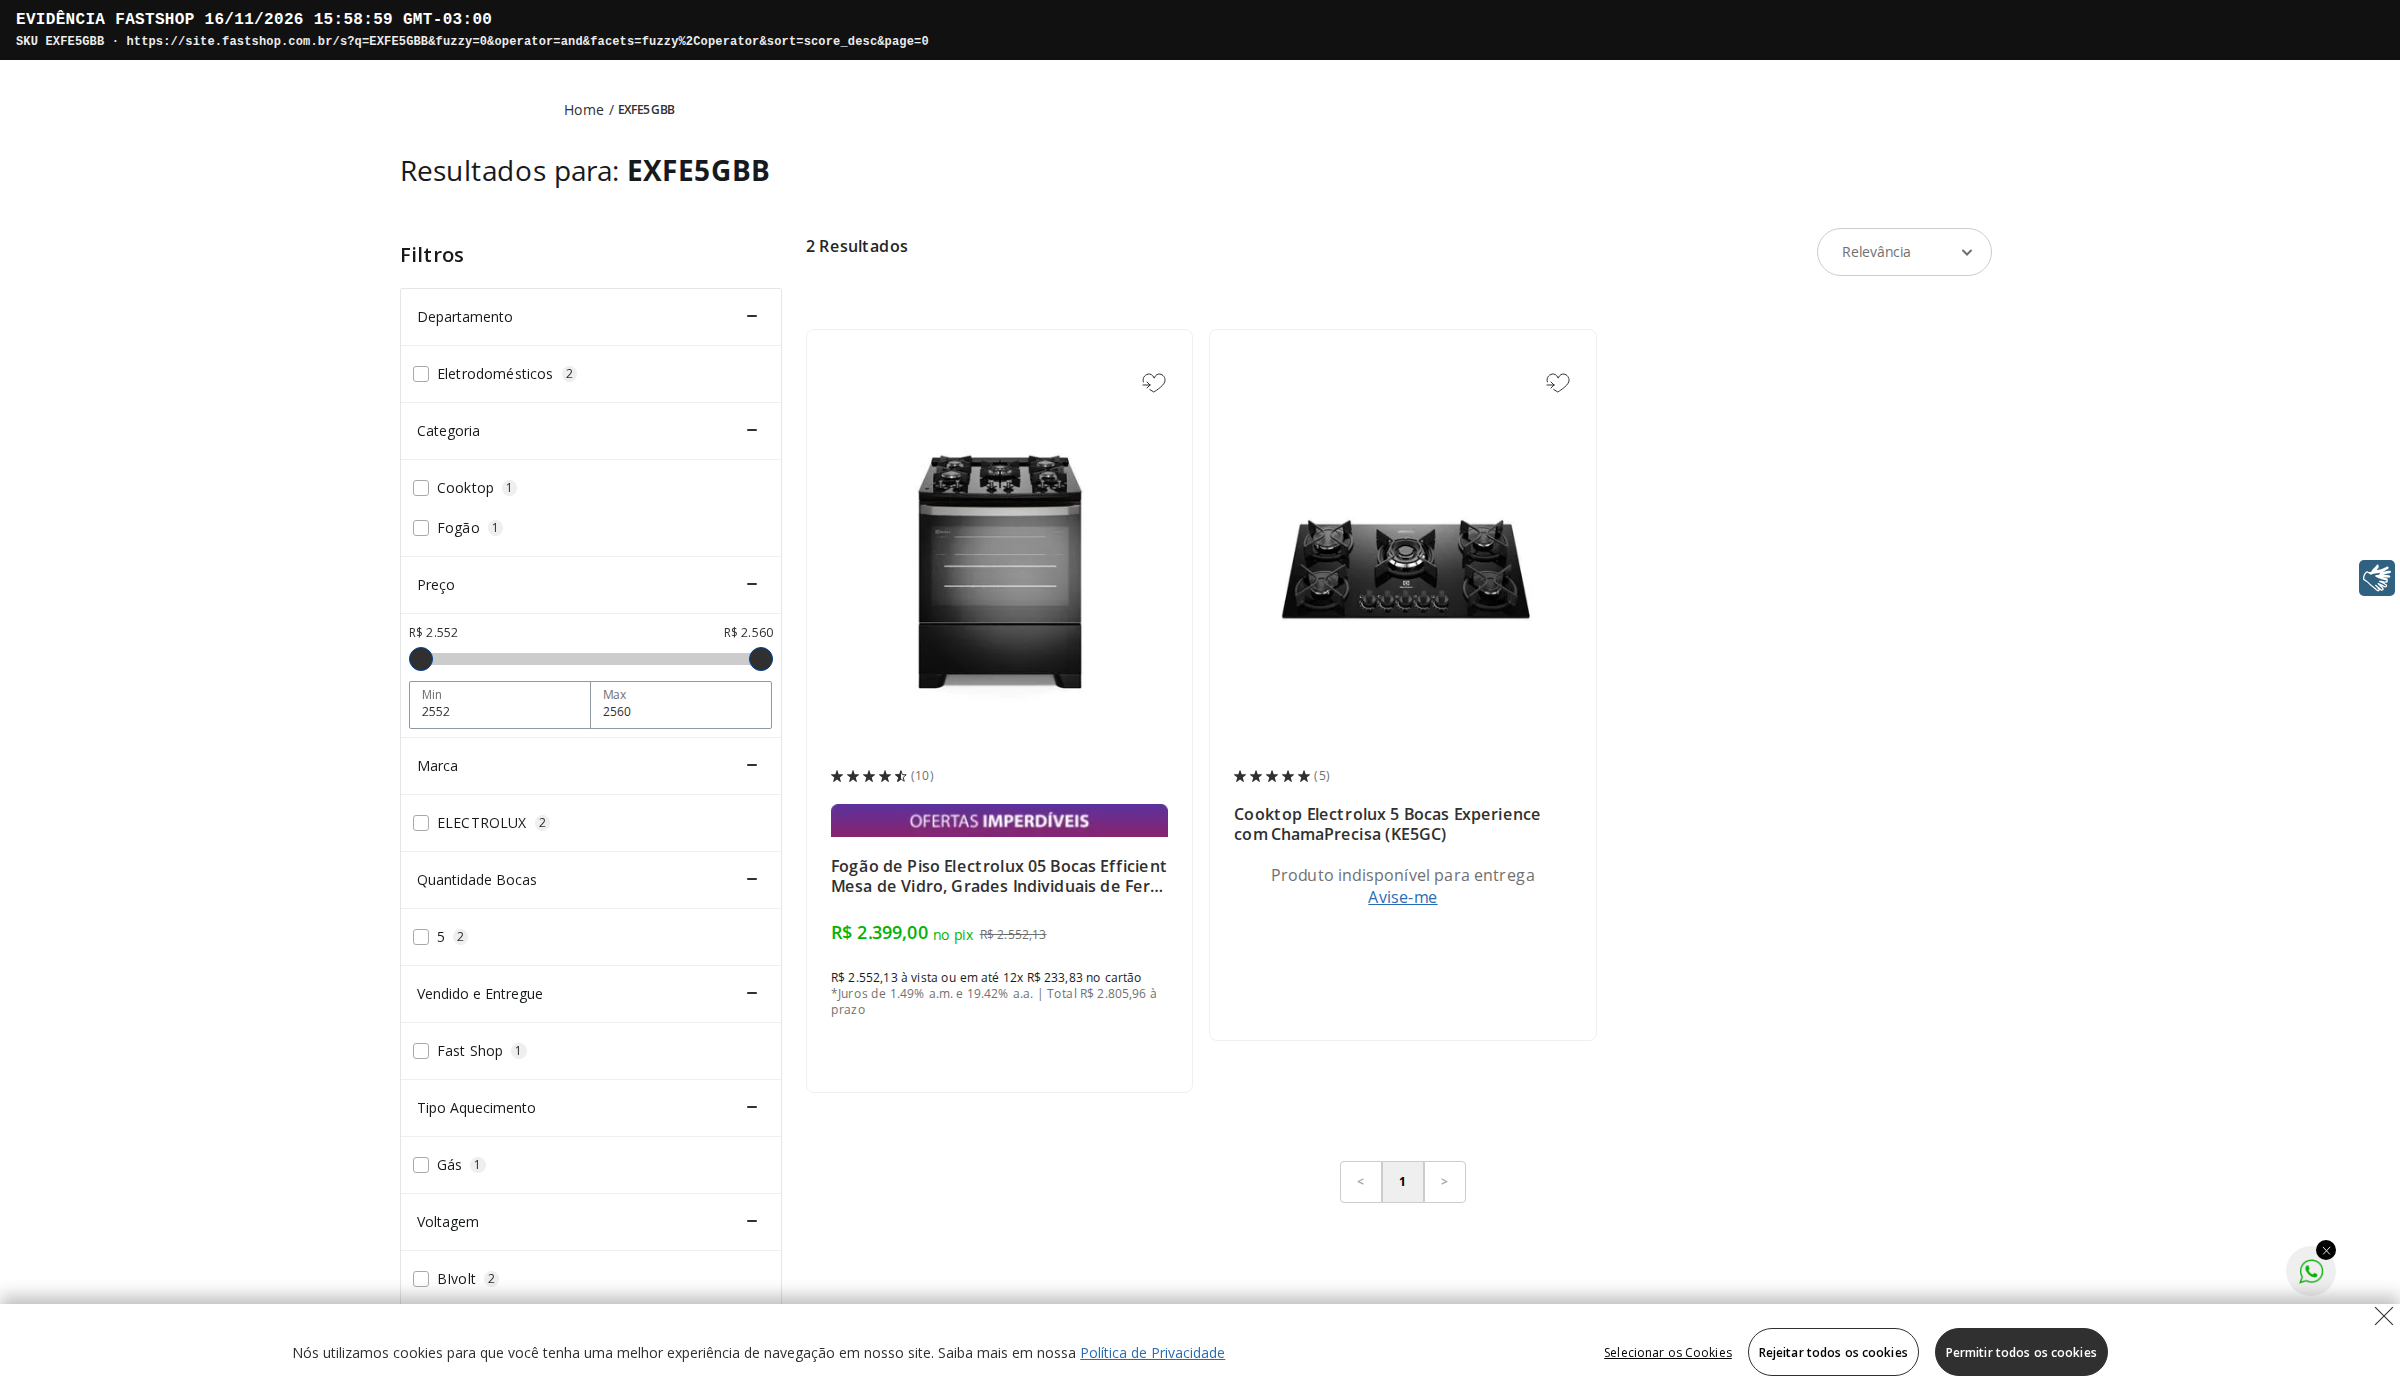 EVIDÊNCIA FASTSHOP 16/11/2026 15:58:59 GMT-03:00
SKU EXFE5GBB · https://site.fastshop.com.br/s?q=EXFE5GBB&fuzzy=0&operator=and&facets=fuzzy%2Coperator&sort=score_desc&page=0
Home / EXFE5GBB
Resultados para: EXFE5GBB
Filtros
2 Resultados
Relevância
Departamento
Eletrodomésticos 2
Categoria
Cooktop 1
Fogão 1
Preço
R$ 2.552 R$ 2.560
Min Max
2552 2560
Marca
ELECTROLUX 2
Quantidade Bocas
5 2
Vendido e Entregue
Fast Shop 1
Tipo Aquecimento
Gás 1
Voltagem
BIvolt 2
(10)
OFERTAS IMPERDÍVEIS
Fogão de Piso Electrolux 05 Bocas Efficient
Mesa de Vidro, Grades Individuais de Fer...
R$ 2.399,00 no pix R$ 2.552,13
R$ 2.552,13 à vista ou em até 12x R$ 233,83 no cartão
*Juros de 1.49% a.m. e 19.42% a.a. | Total R$ 2.805,96 à
prazo
(5)
Cooktop Electrolux 5 Bocas Experience
com ChamaPrecisa (KE5GC)
Produto indisponível para entrega
Avise-me
< 1 >
Nós utilizamos cookies para que você tenha uma melhor experiência de navegação em nosso site. Saiba mais em nossa Política de Privacidade
Selecionar os Cookies
Rejeitar todos os cookies
Permitir todos os cookies